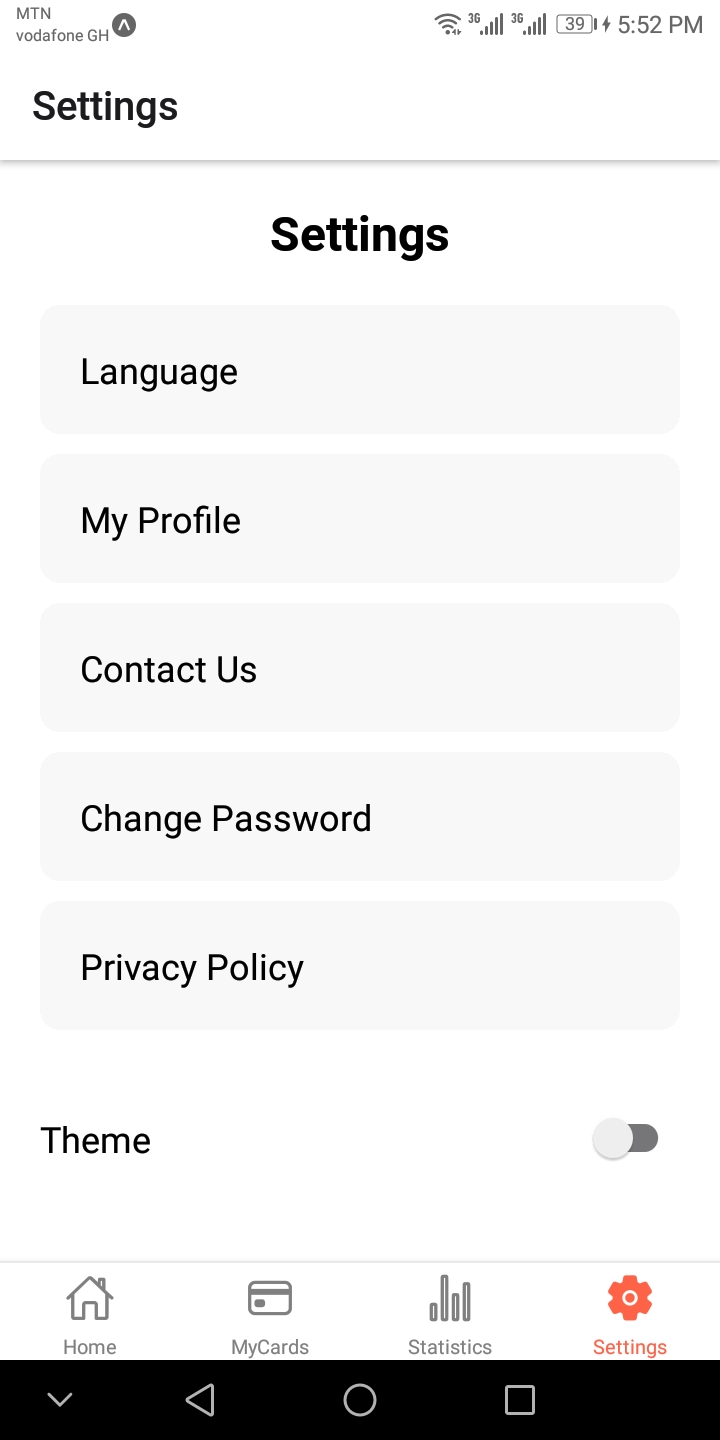 MTN
vodafone GH
3G 3G 39 5:52 PM
Settings
Settings
Language
My Profile
Contact Us
Change Password
Privacy Policy
Theme
Home MyCards Statistics Settings